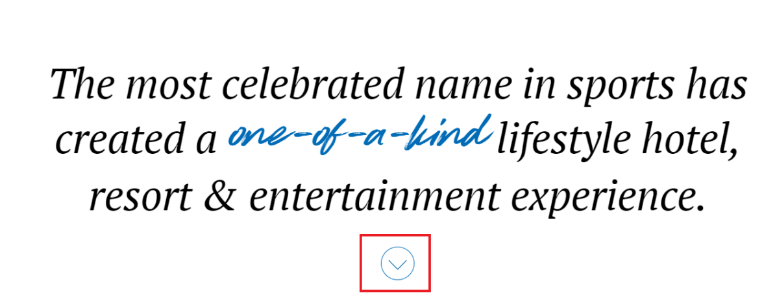 The most celebrated name in sports has
created a one-of-a-kind lifestyle hotel,
resort & entertainment experience.